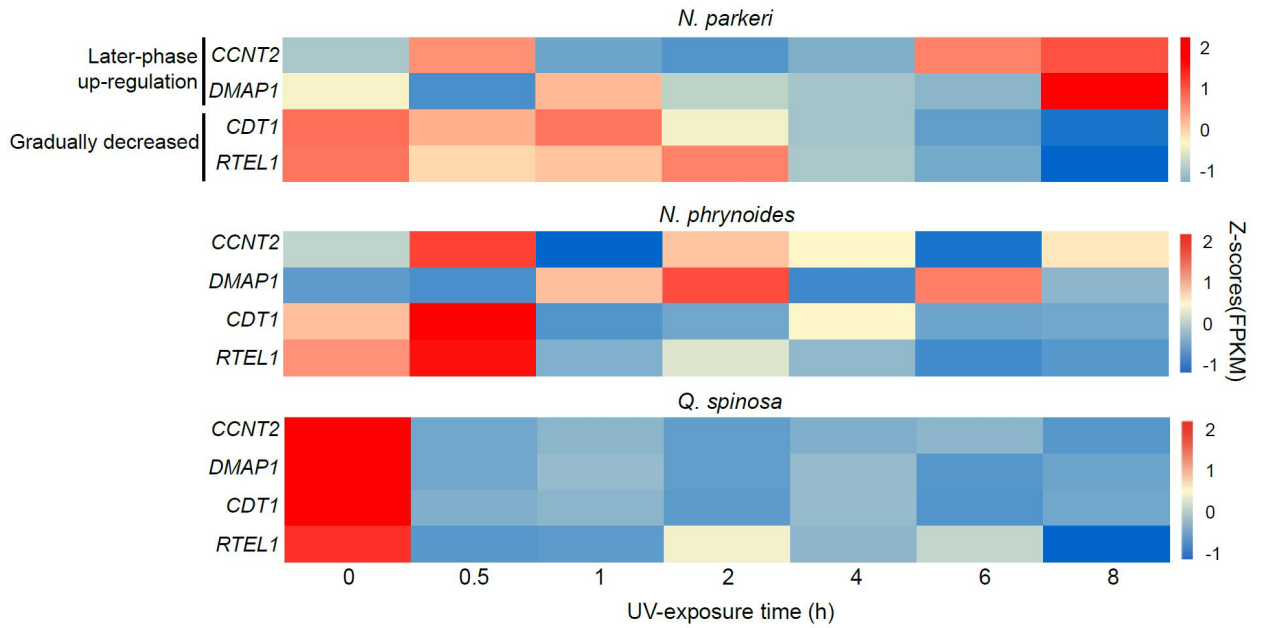 N. parkeri
Later-phase
up-regulation
CCNT2
DMAP1
Gradually decreased
CDT1
RTEL1
2
1
0
-1
N. phrynoides
CCNT2
DMAP1
CDT1
RTEL1
2
1
0
-1
Z-scores(FPKM)
Q. spinosa
CCNT2
DMAP1
CDT1
RTEL1
2
1
0
-1
0 0.5 1 2 4 6 8
UV-exposure time (h)